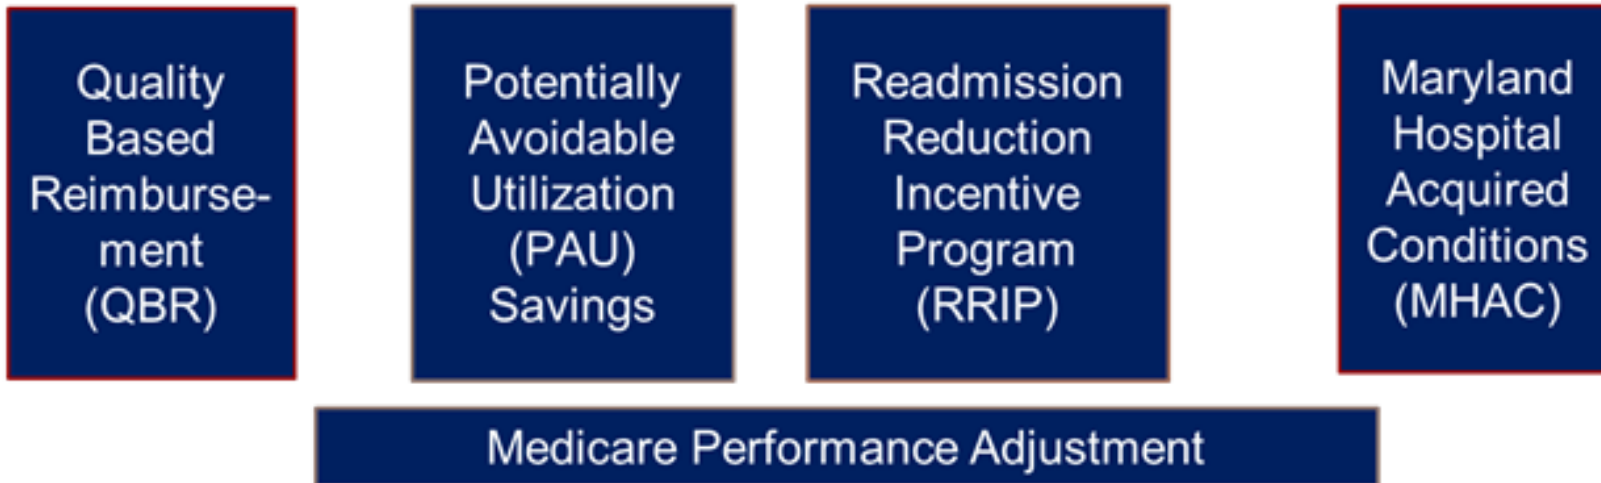 Quality
Based
Reimburse-
ment
(QBR)
Potentially
Avoidable
Utilization
(PAU)
Savings
Readmission
Reduction
Incentive
Program
(RRIP)
Maryland
Hospital
Acquired
Conditions
(MHAC)
Medicare Performance Adjustment